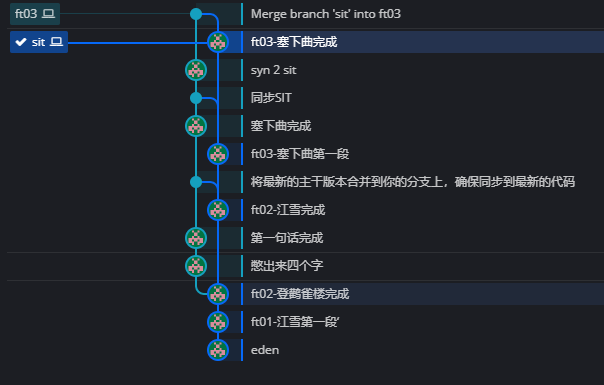 ft03 Merge branch 'sit' into ft03
sit ft03-塞下曲完成
syn 2 sit
同步SIT
塞下曲完成
ft03-塞下曲第一段
将最新的主干版本合并到你的分支上，确保同步到最新的代码
ft02-江雪完成
第一句话完成
憋出来四个字
ft02-登鹳雀楼完成
ft01-江雪第一段'
eden